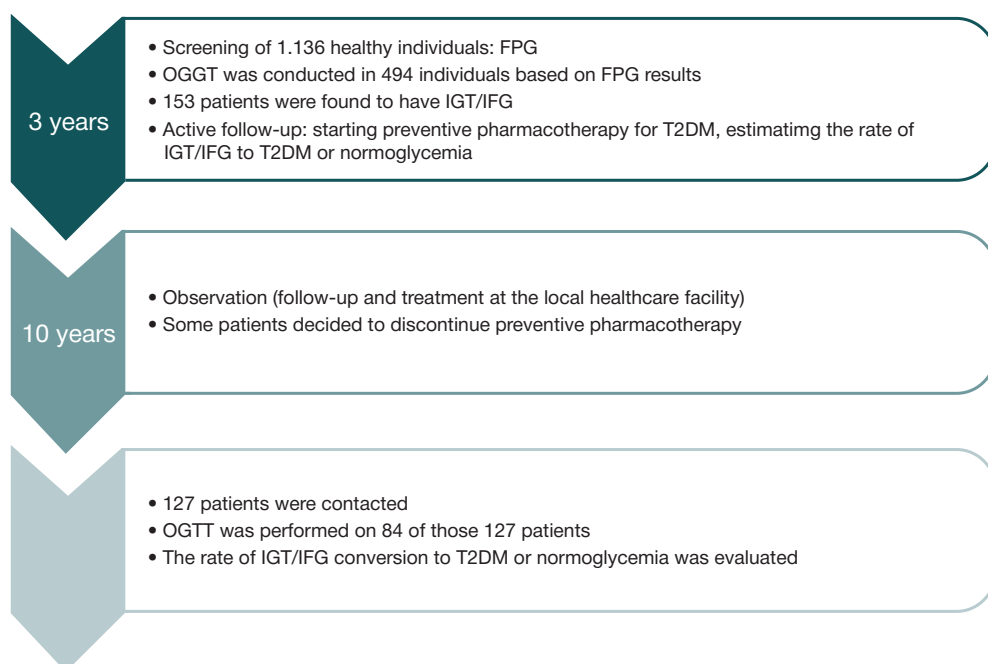 3 years
• Screening of 1.136 healthy individuals: FPG
• OGGT was conducted in 494 individuals based on FPG results
• 153 patients were found to have IGT/IFG
• Active follow-up: starting preventive pharmacotherapy for T2DM, estimatimg the rate of
IGT/IFG to T2DM or normoglycemia
10 years
• Observation (follow-up and treatment at the local healthcare facility)
• Some patients decided to discontinue preventive pharmacotherapy
• 127 patients were contacted
• OGTT was performed on 84 of those 127 patients
• The rate of IGT/IFG conversion to T2DM or normoglycemia was evaluated